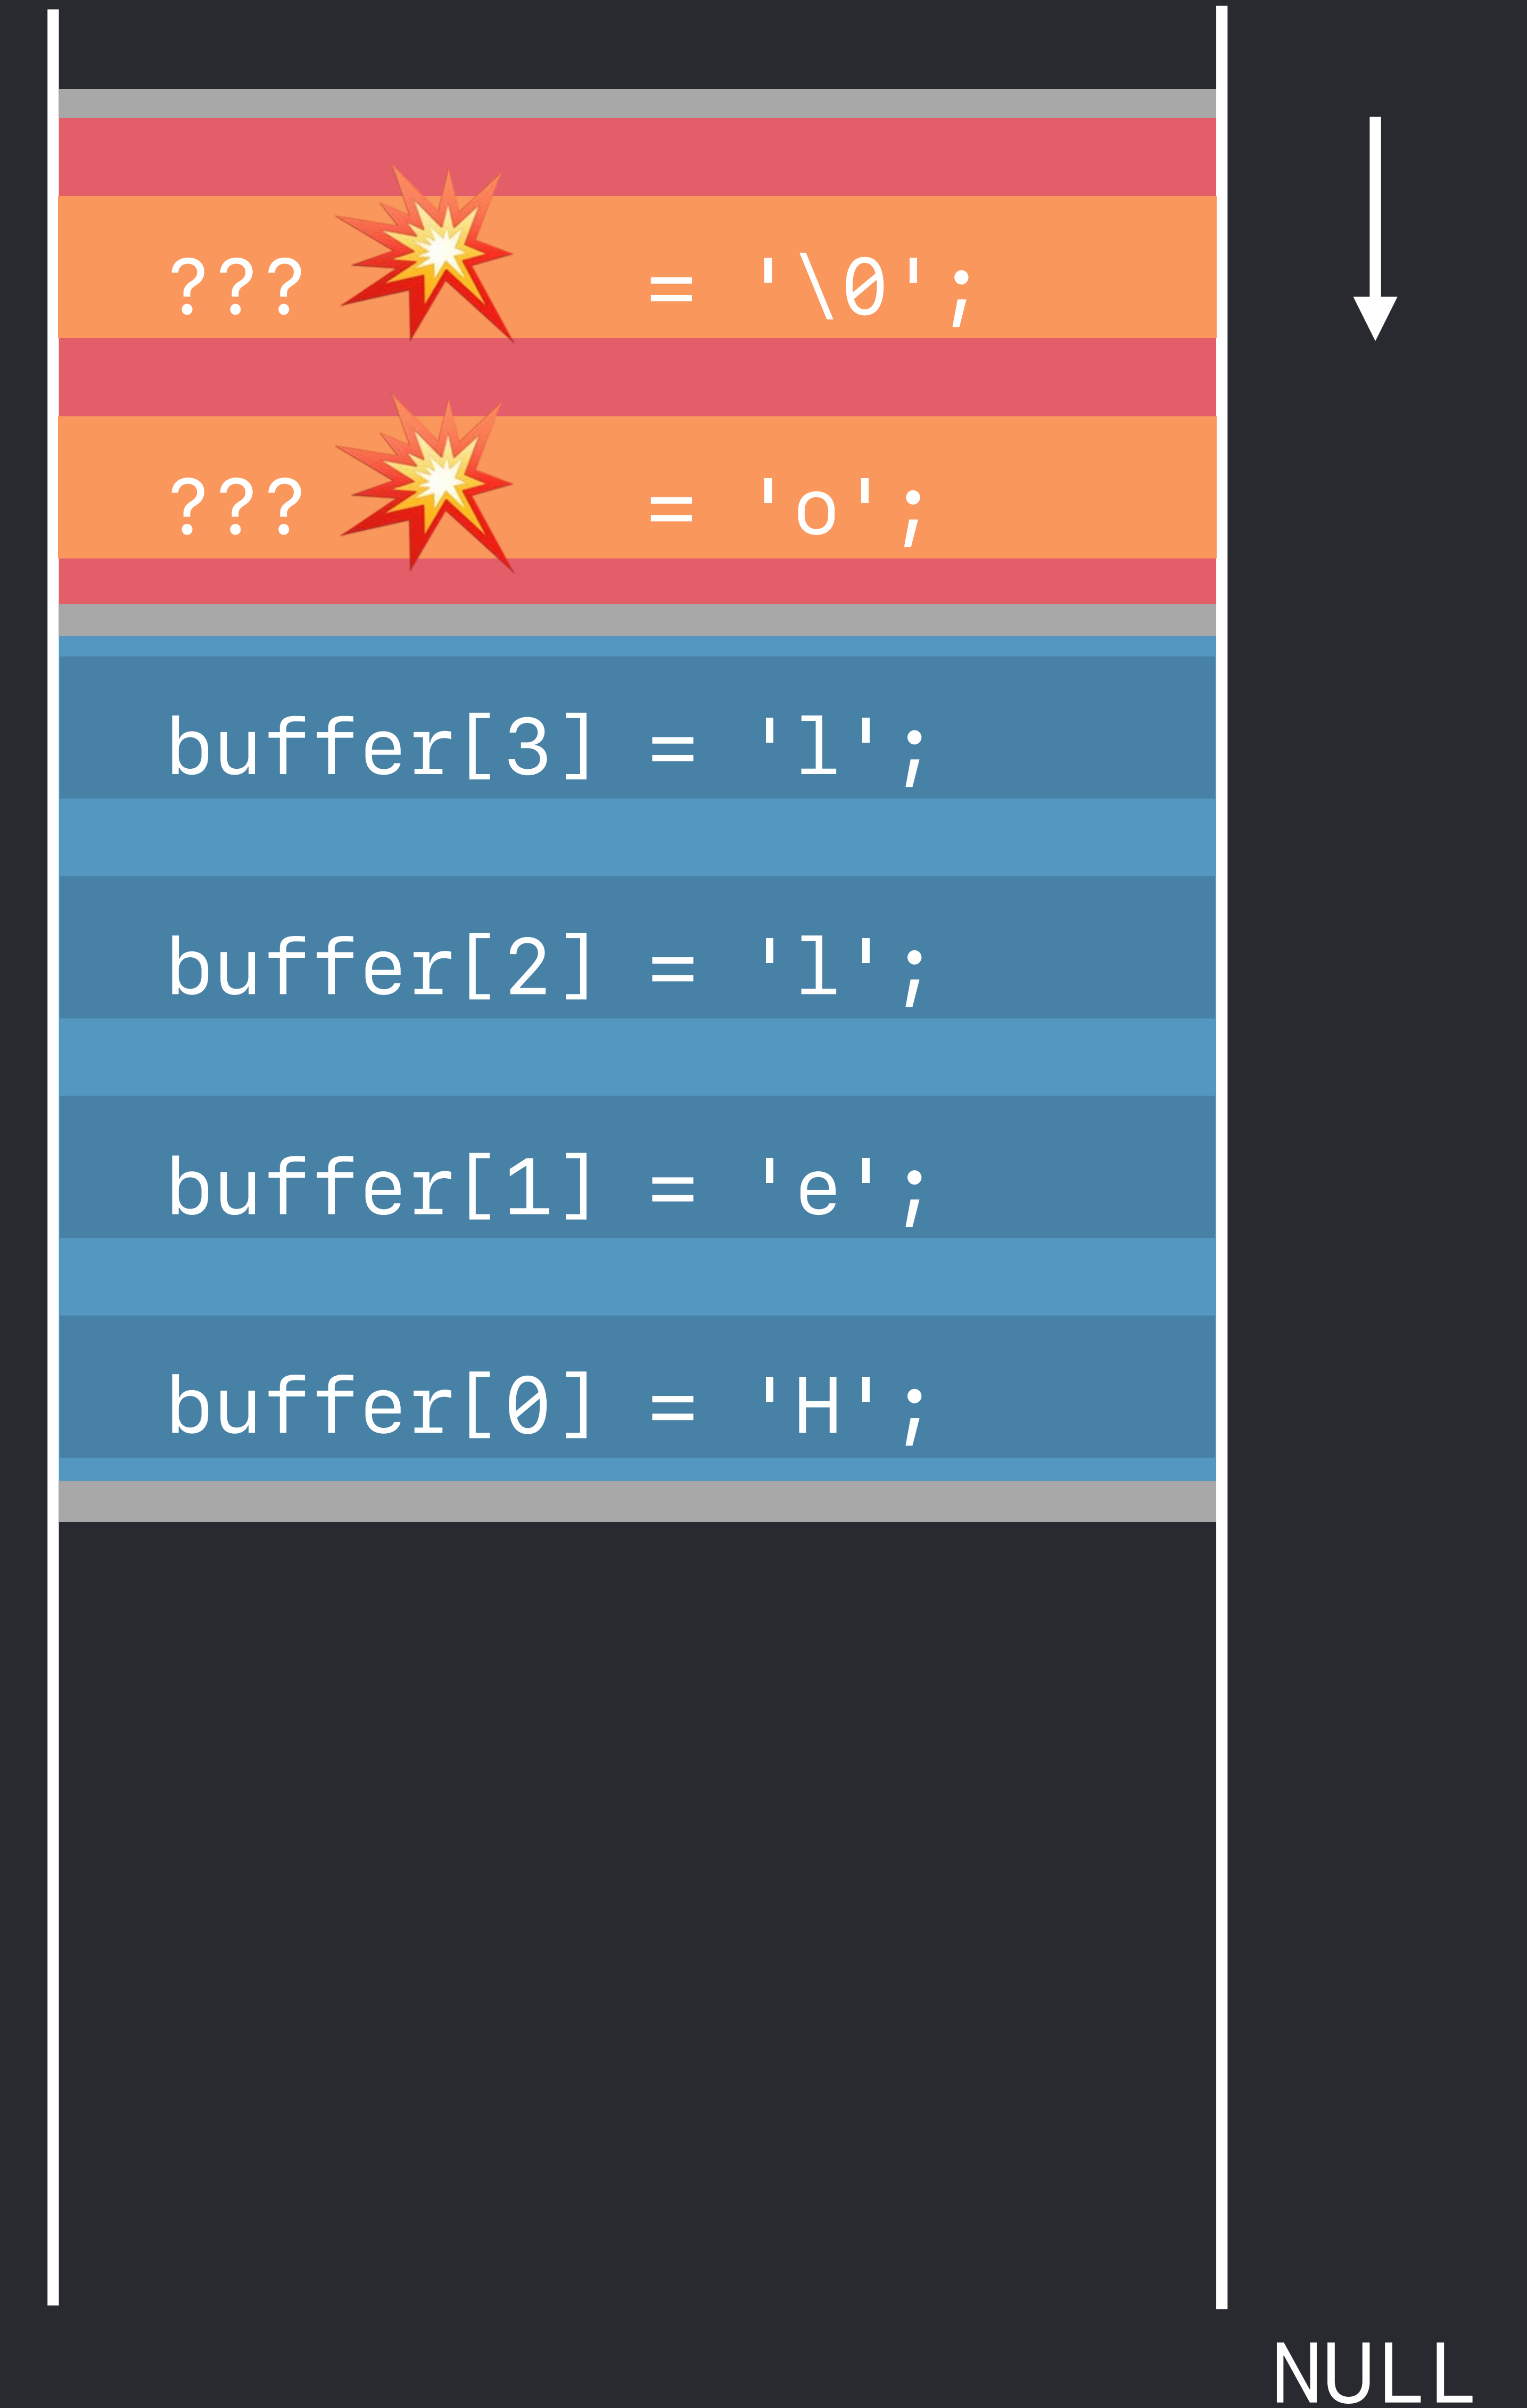 ??? = '\0';
??? = 'o';
buffer[3] = 'l';
buffer[2] = 'l';
buffer[1] = 'e';
buffer[0] = 'H';
NULL